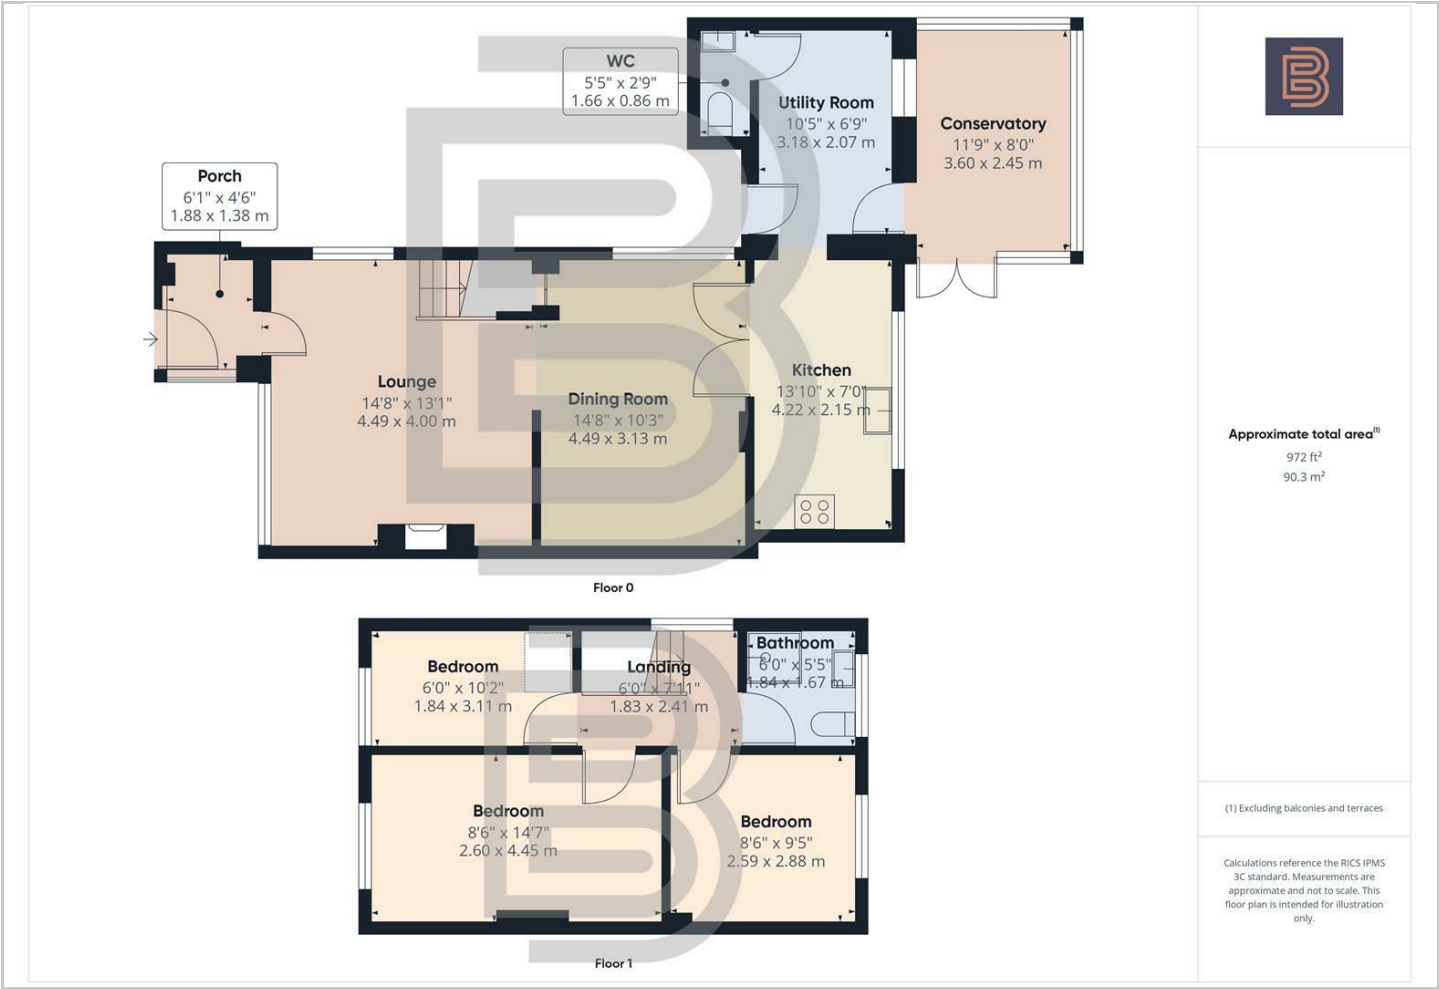 WC
5'5" x 2'9"
1.66 x 0.86 m
Utility Room
10'5" x 6'9"
3.18 x 2.07 m
Conservatory
11'9" x 8'0"
3.60 x 2.45 m
Porch
6'1" x 4'6"
1.88 x 1.38 m
Lounge
14'8" x 13'1"
4.49 x 4.00 m
Dining Room
14'8" x 10'3"
4.49 x 3.13 m
Kitchen
13'10" x 7'0"
4.22 x 2.15 m
Floor 0
Bedroom
6'0" x 10'2"
1.84 x 3.11 m
Landing
6'0" x 7'11"
1.83 x 2.41 m
Bathroom
6'0" x 5'5"
1.84 x 1.67 m
Bedroom
8'6" x 14'7"
2.60 x 4.45 m
Bedroom
8'6" x 9'5"
2.59 x 2.88 m
Floor 1
B
Approximate total area(1)
972 ft²
90.3 m²
(1) Excluding balconies and terraces
Calculations reference the RICS IPMS
3C standard. Measurements are
approximate and not to scale. This
floor plan is intended for illustration
only.